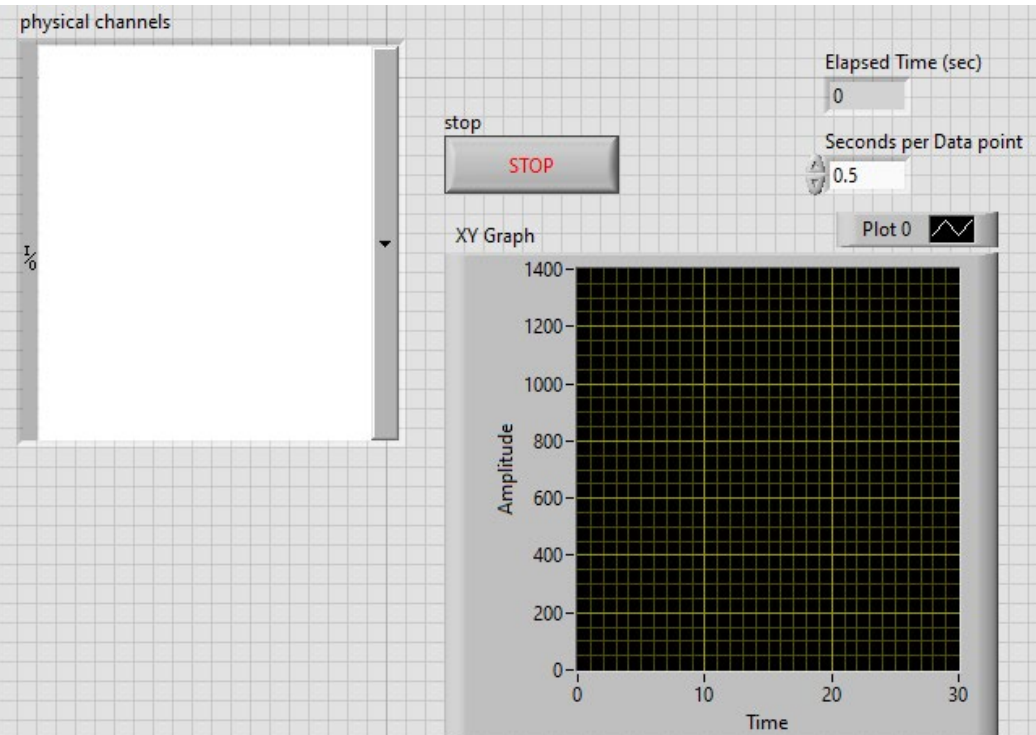 physical channels
I/O
stop
STOP
Elapsed Time (sec)
0
Seconds per Data point
0.5
Plot 0
XY Graph
Amplitude
1400
1200
1000
800
600
400
200
0
0 10 20 30
Time